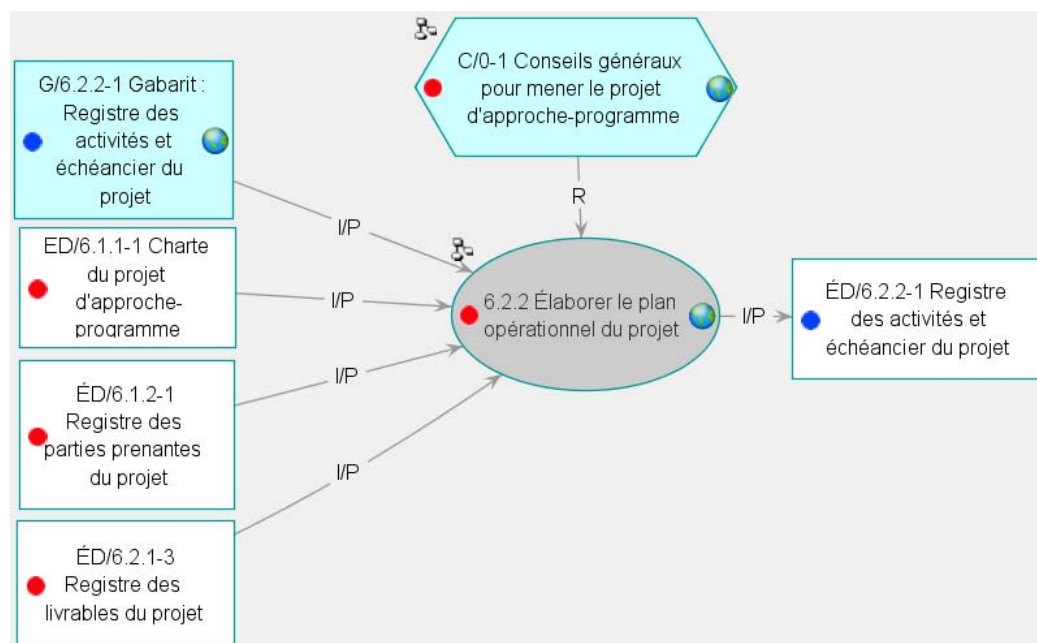 G/6.2.2-1 Gabarit :
Registre des
activités et
échéancier du
projet
C/0-1 Conseils généraux
pour mener le projet
d'approche-programme
R
I/P
ED/6.1.1-1 Charte
du projet
d'approche-
programme
I/P
6.2.2 Élaborer le plan
opérationnel du projet
I/P
ÉD/6.2.2-1 Registre
des activités et
échéancier du projet
ÉD/6.1.2-1
Registre des
parties prenantes
du projet
I/P
ÉD/6.2.1-3
Registre des
livrables du projet
I/P